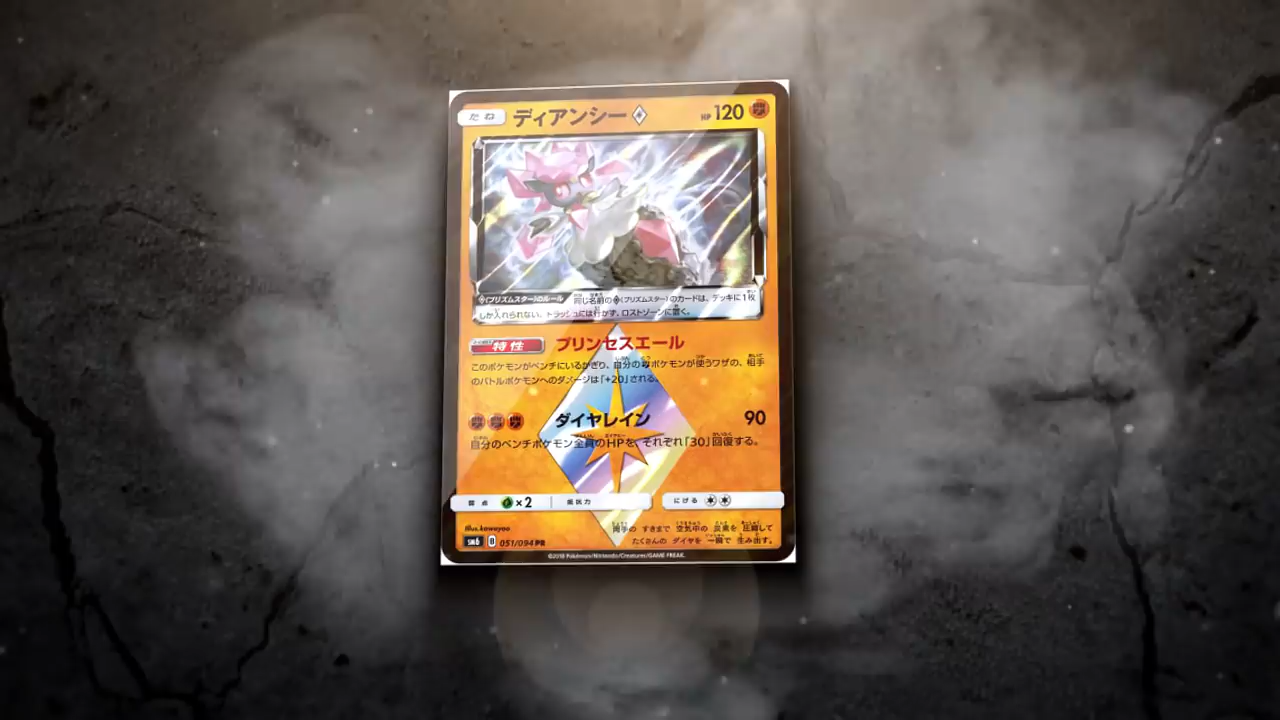 たね ディアンシー◇ HP 120
◇(プリズムスター)のルール 同じ名前の◇(プリズムスター)のカードは、デッキに1枚
しか入れられない。トラッシュには行かず、ロストゾーンに置く。
特性 プリンセスエール
このポケモンがベンチにいるかぎり、自分の ポケモンが使うワザの、相手
のバトルポケモンへのダメージは「+20」される。
ダイヤレイン 90
自分のベンチポケモン全員のHPを、それぞれ「30」回復する。
弱点 ×2 抵抗力 にげる
Illus.kawayoo
両手の すきまで 空気中の 炭素を 圧縮して
たくさんの ダイヤを 一瞬で 生み出す。
SM6 D 051/094 PR
©2018 Pokémon/Nintendo/Creatures/GAME FREAK.